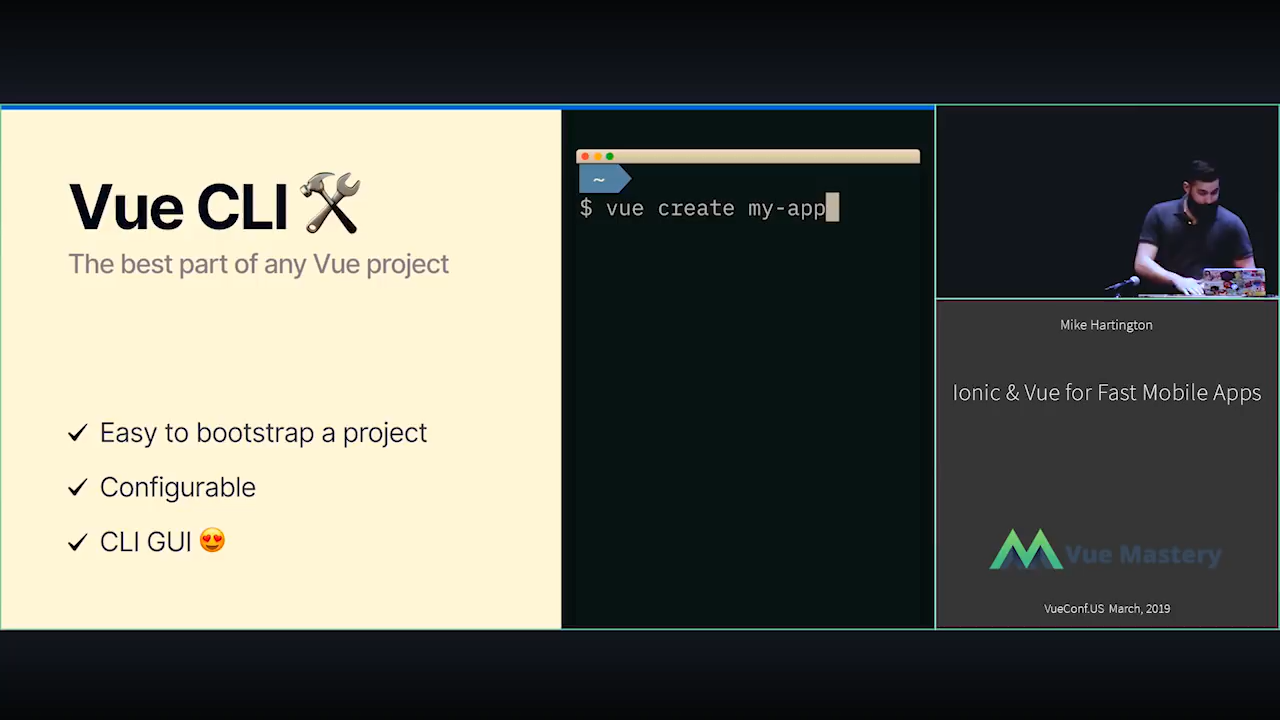 Vue CLI 🛠
The best part of any Vue project
✓ Easy to bootstrap a project
✓ Configurable
✓ CLI GUI 😍
~
$ vue create my-app
Mike Hartington
Ionic & Vue for Fast Mobile Apps
Vue Mastery
VueConf.US March, 2019